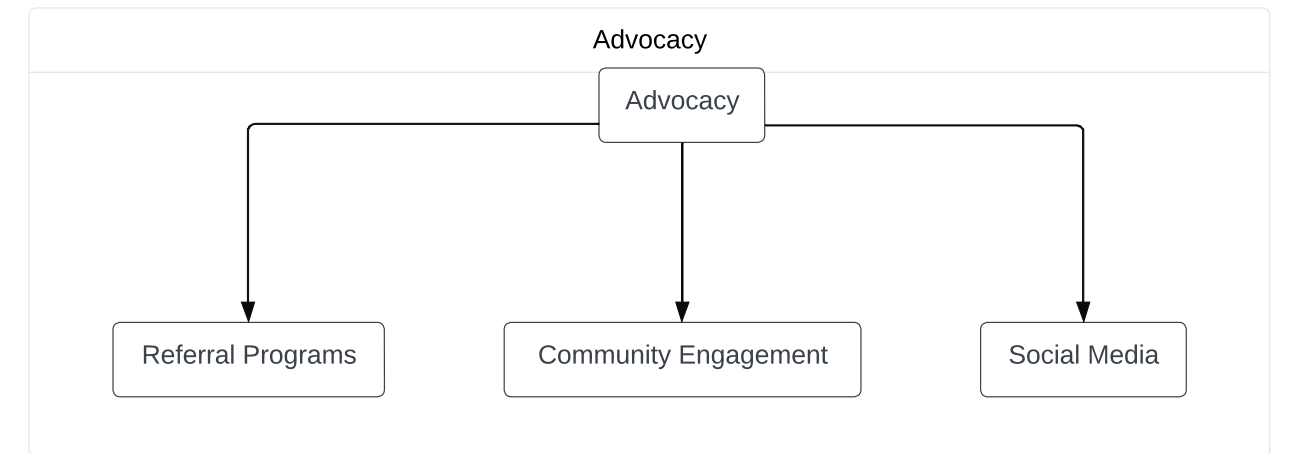 Advocacy
Advocacy
Referral Programs
Community Engagement
Social Media